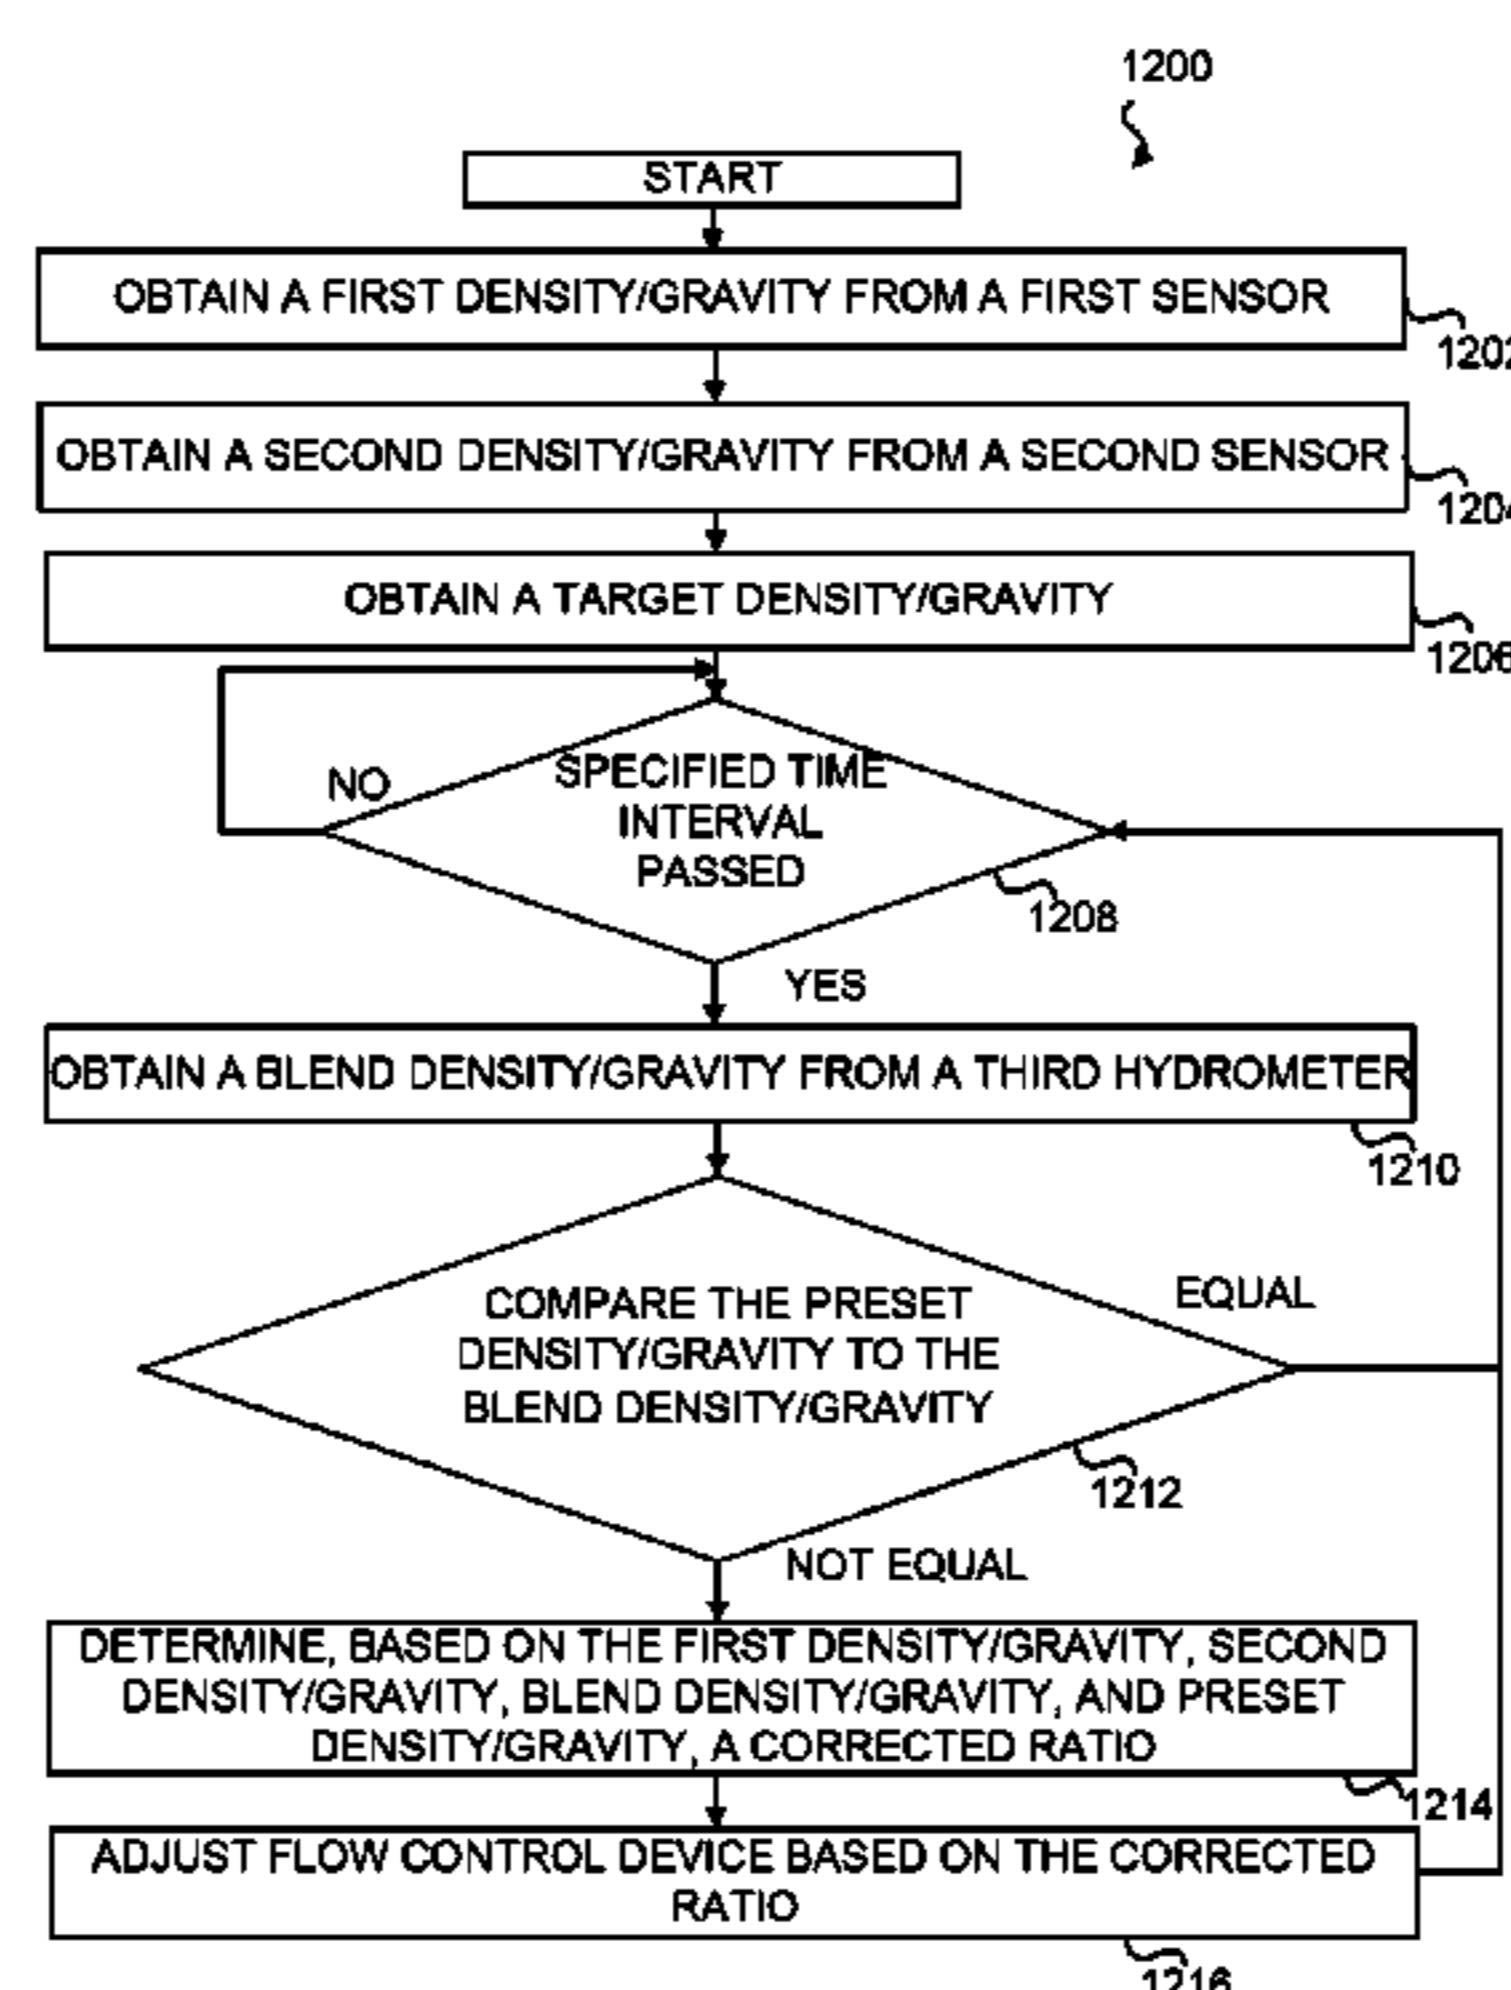 1200
START
OBTAIN A FIRST DENSITY/GRAVITY FROM A FIRST SENSOR
1202
OBTAIN A SECOND DENSITY/GRAVITY FROM A SECOND SENSOR
1204
OBTAIN A TARGET DENSITY/GRAVITY
1206
NO
SPECIFIED TIME
INTERVAL
PASSED
1208
YES
OBTAIN A BLEND DENSITY/GRAVITY FROM A THIRD HYDROMETER
1210
COMPARE THE PRESET
DENSITY/GRAVITY TO THE
BLEND DENSITY/GRAVITY
EQUAL
1212
NOT EQUAL
DETERMINE, BASED ON THE FIRST DENSITY/GRAVITY, SECOND
DENSITY/GRAVITY, BLEND DENSITY/GRAVITY, AND PRESET
DENSITY/GRAVITY, A CORRECTED RATIO
1214
ADJUST FLOW CONTROL DEVICE BASED ON THE CORRECTED
RATIO
1216